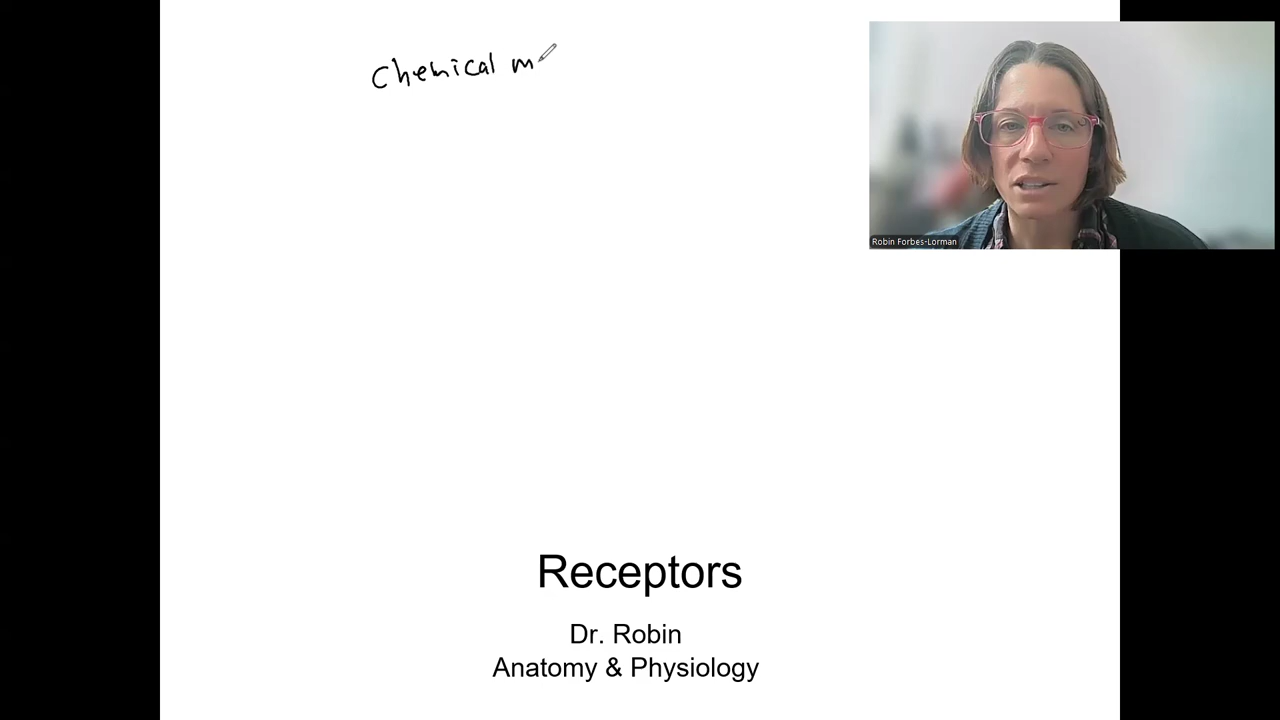 Chemical m
Robin Forbes-Lorman
Receptors
Dr. Robin
Anatomy & Physiology